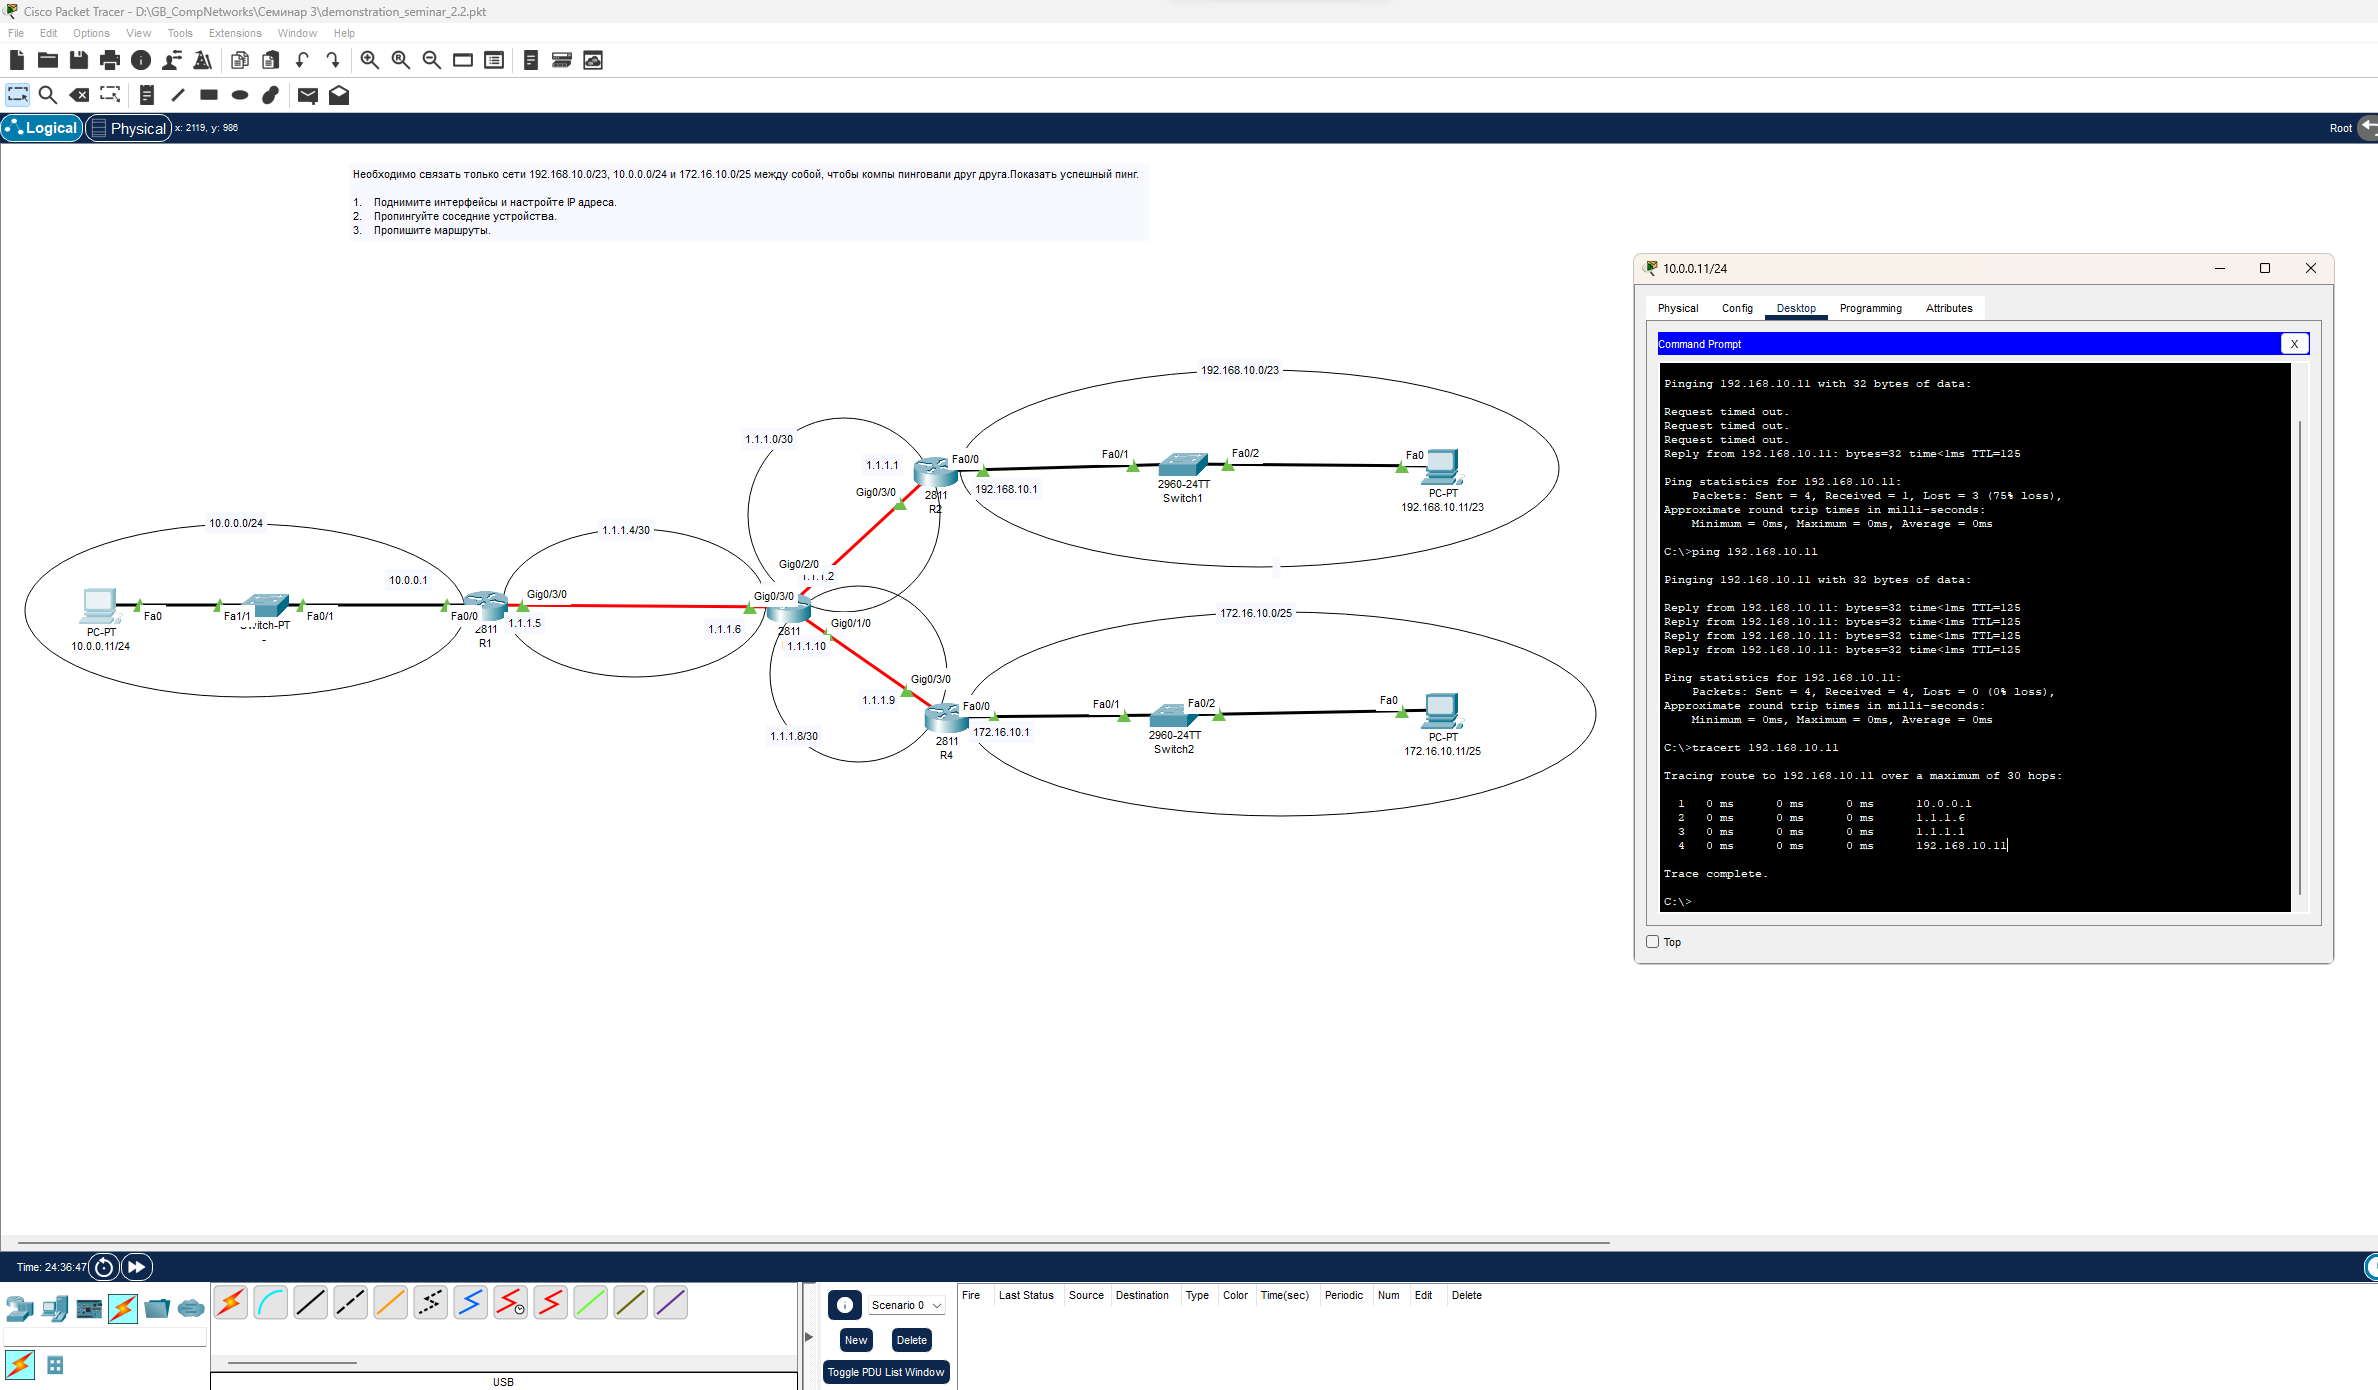 Cisco Packet Tracer - D:\GB_CompNetworks\Семинар 3\demonstration_seminar_2.2.pkt
File Edit Options View Tools Extensions Window Help
Logical Physical x: 2119, y: 986 Root
Необходимо связать только сети 192.168.10.0/23, 10.0.0.0/24 и 172.16.10.0/25 между собой, чтобы компы пинговали друг друга.Показать успешный пинг.
1. Поднимите интерфейсы и настройте IP адреса.
2. Пропингуйте соседние устройства.
3. Пропишите маршруты.
192.168.10.0/23
1.1.1.0/30
1.1.1.1
Fa0/0
Fa0/1
Fa0/2
Fa0
Gig0/3/0
2811
R2
192.168.10.1
2960-24TT
Switch1
PC-PT
192.168.10.11/23
10.0.0.0/24
1.1.1.4/30
10.0.0.1
Gig0/2/0
1.1.1.2
Gig0/3/0
Gig0/3/0
Fa0
Fa1/1
Fa0/1
Fa0/0
PC-PT
10.0.0.11/24
Switch-PT
2811
R1
1.1.1.5
1.1.1.6
2811
Gig0/1/0
1.1.1.10
172.16.10.0/25
Gig0/3/0
1.1.1.9
Fa0/0
Fa0/1
Fa0/2
Fa0
1.1.1.8/30
172.16.10.1
2811
R4
2960-24TT
Switch2
PC-PT
172.16.10.11/25
10.0.0.11/24
Physical Config Desktop Programming Attributes
Command Prompt X
Pinging 192.168.10.11 with 32 bytes of data:
Request timed out.
Request timed out.
Request timed out.
Reply from 192.168.10.11: bytes=32 time<1ms TTL=125
Ping statistics for 192.168.10.11:
Packets: Sent = 4, Received = 1, Lost = 3 (75% loss),
Approximate round trip times in milli-seconds:
Minimum = 0ms, Maximum = 0ms, Average = 0ms
C:\>ping 192.168.10.11
Pinging 192.168.10.11 with 32 bytes of data:
Reply from 192.168.10.11: bytes=32 time<1ms TTL=125
Reply from 192.168.10.11: bytes=32 time<1ms TTL=125
Reply from 192.168.10.11: bytes=32 time<1ms TTL=125
Reply from 192.168.10.11: bytes=32 time<1ms TTL=125
Ping statistics for 192.168.10.11:
Packets: Sent = 4, Received = 4, Lost = 0 (0% loss),
Approximate round trip times in milli-seconds:
Minimum = 0ms, Maximum = 0ms, Average = 0ms
C:\>tracert 192.168.10.11
Tracing route to 192.168.10.11 over a maximum of 30 hops:
1 0 ms 0 ms 0 ms 10.0.0.1
2 0 ms 0 ms 0 ms 1.1.1.6
3 0 ms 0 ms 0 ms 1.1.1.1
4 0 ms 0 ms 0 ms 192.168.10.11
Trace complete.
C:\>
Top
Time: 24:36:47
Scenario 0
New Delete
Toggle PDU List Window
Fire Last Status Source Destination Type Color Time(sec) Periodic Num Edit Delete
USB